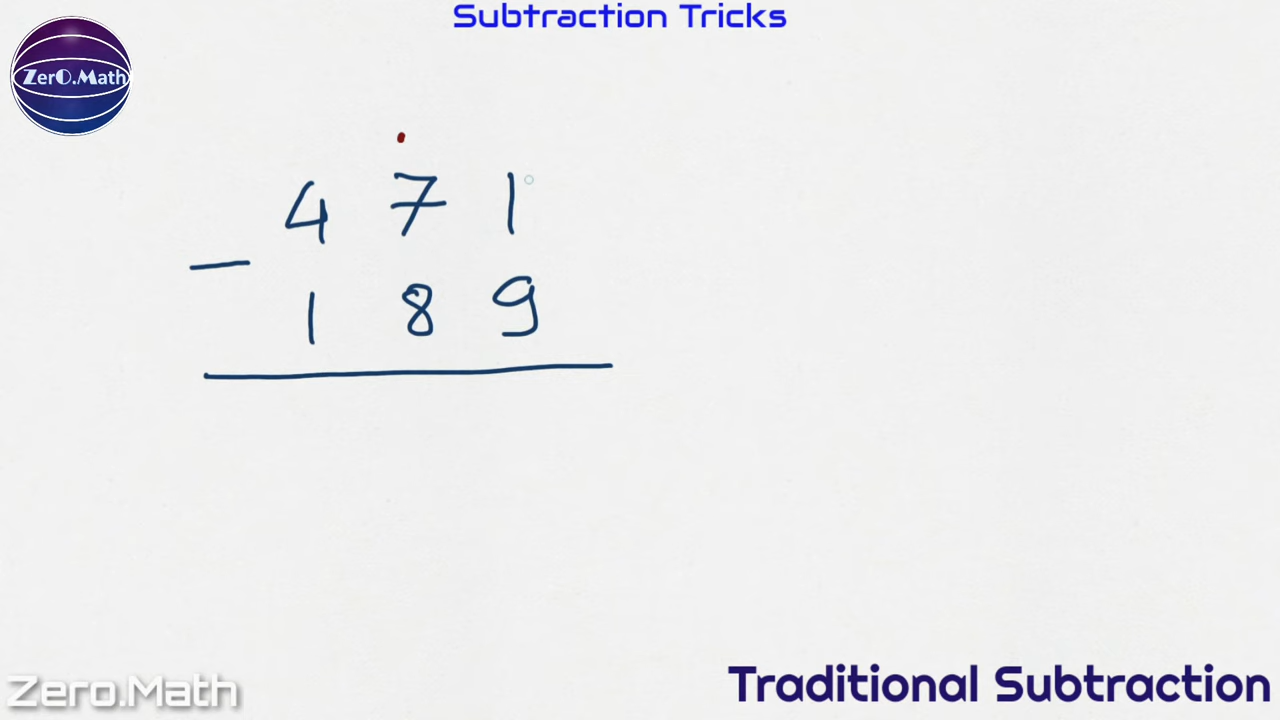 Subtraction Tricks
ZerO.Math
4 7 1
—
1 8 9
Zero.Math
Traditional Subtraction